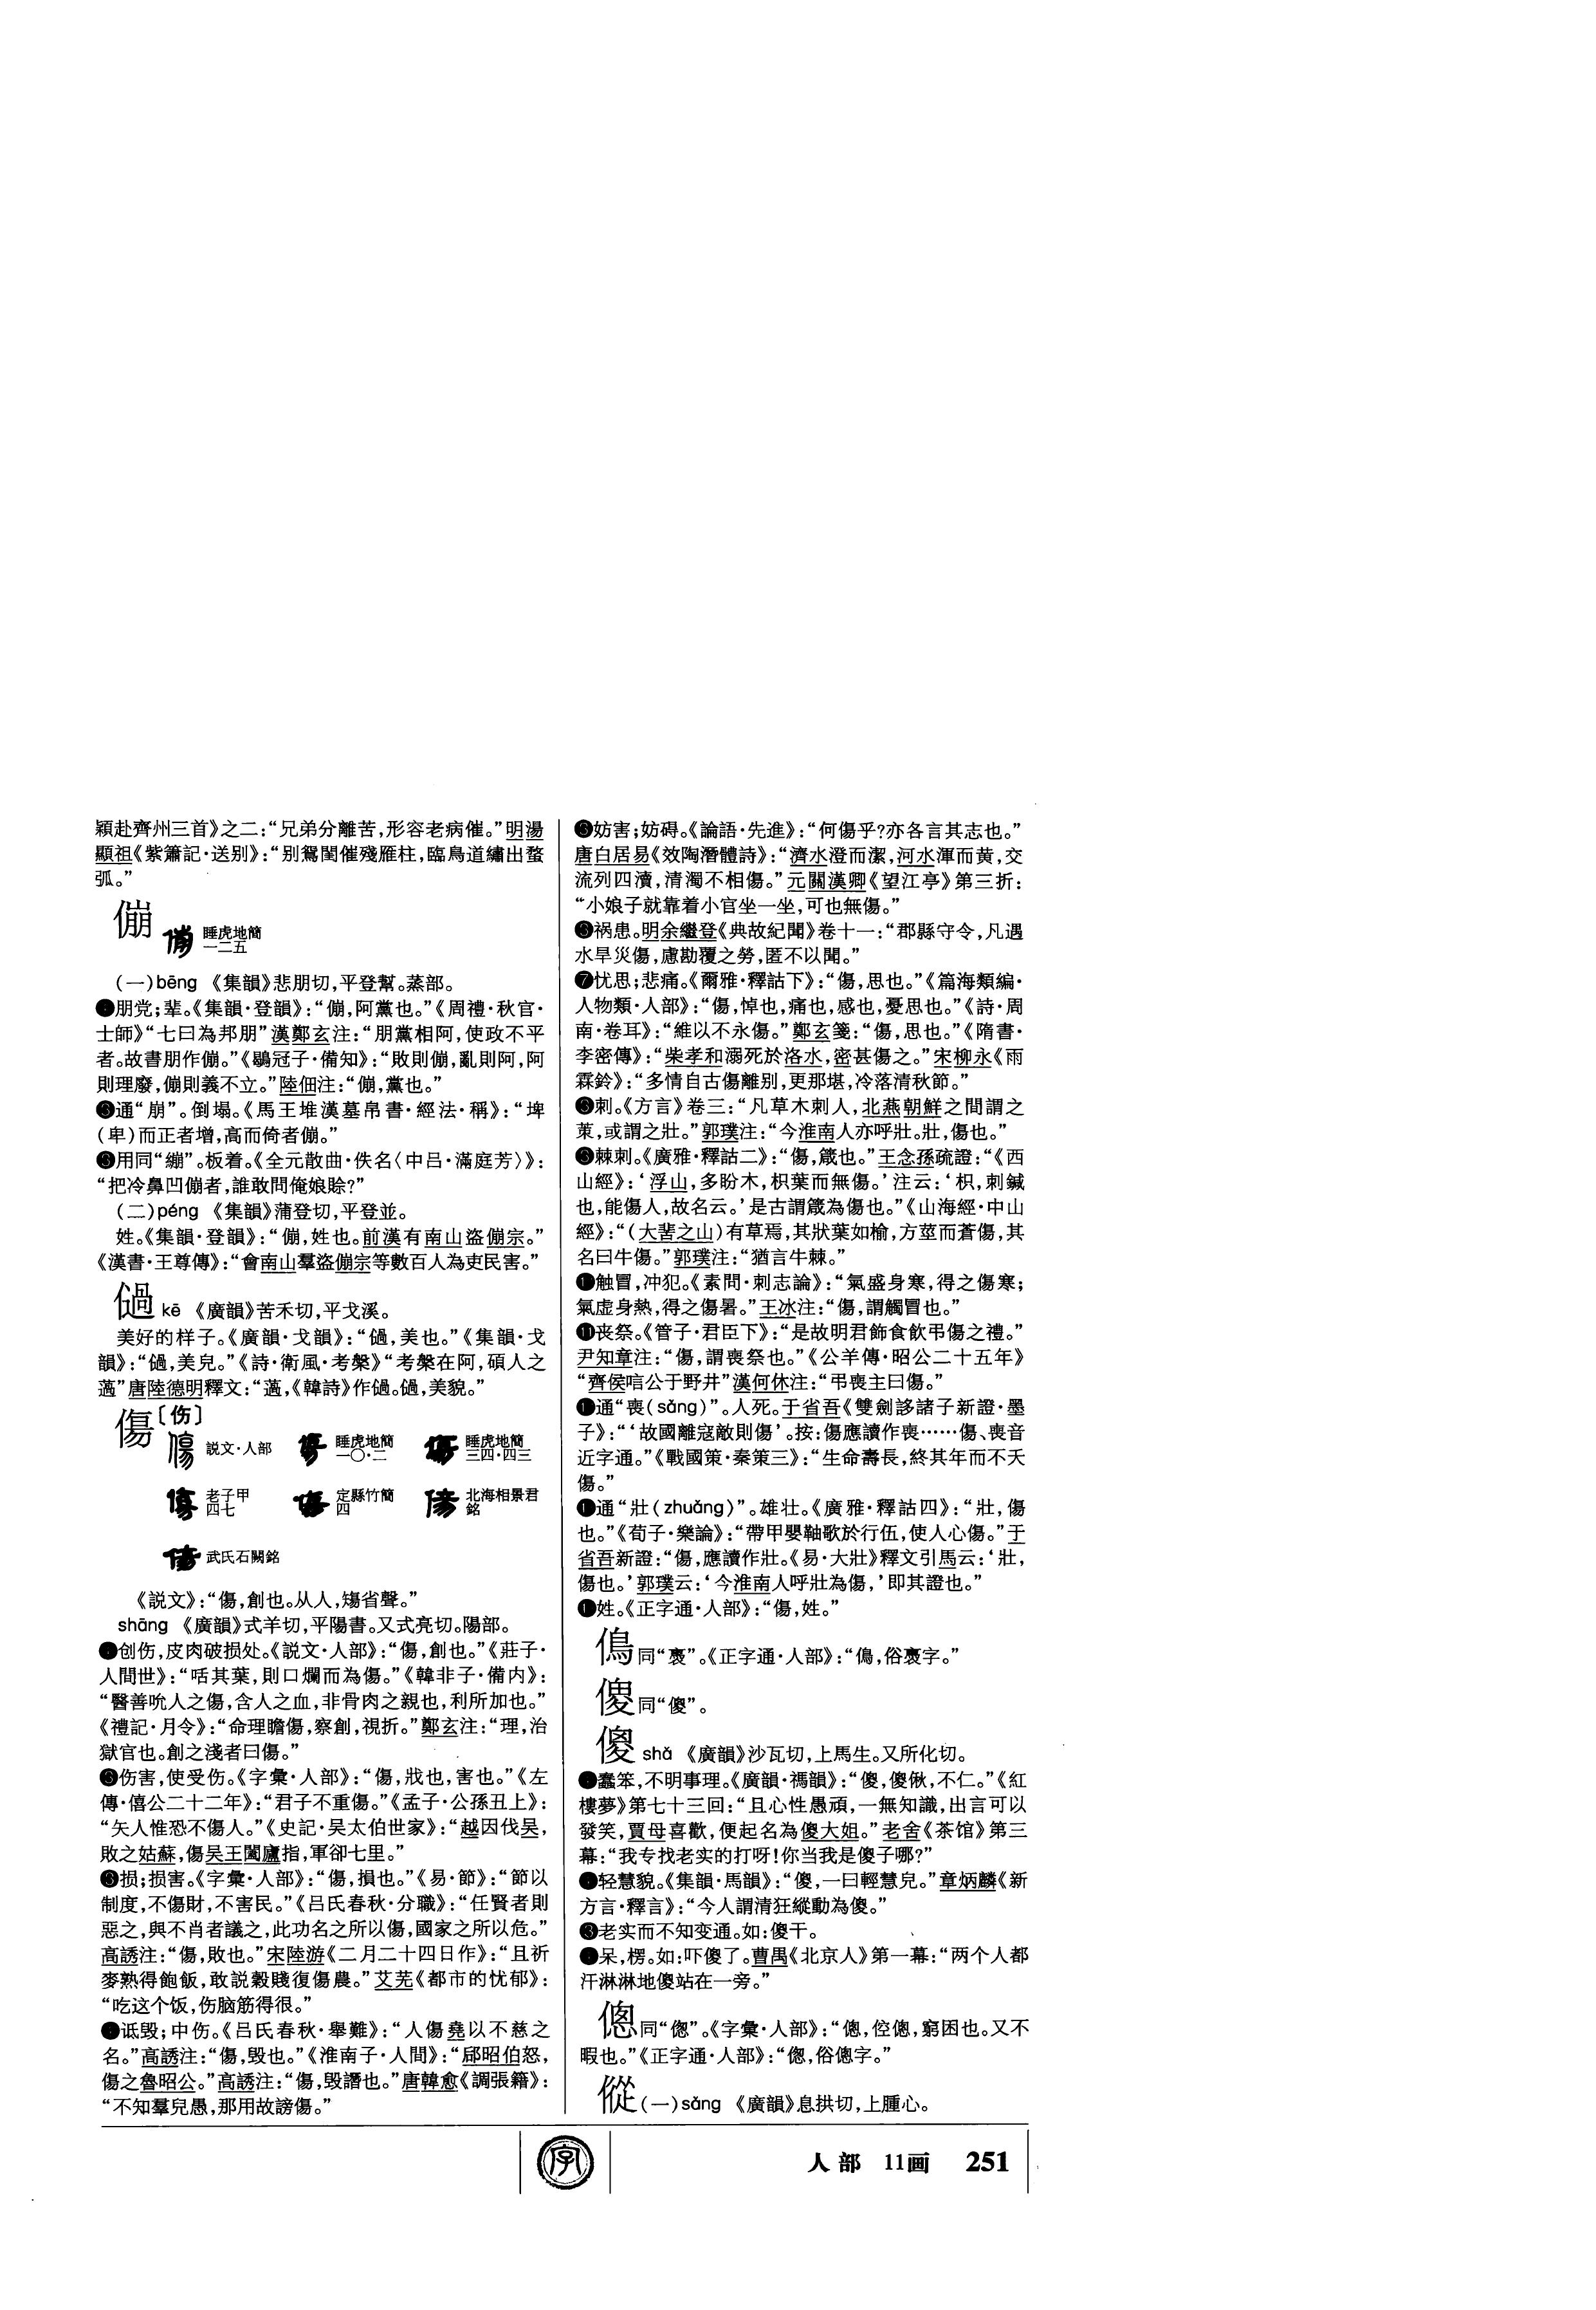 穎赴齊州三首》之二：“兄弟分離苦，形容老病催。”明湯
顯祖《紫簫記·送别》：“别鴛閨催殘雁柱，臨鳥道繡出蝥
弧。”
傰
睡虎地簡
一二五
（一）bēng 《集韻》悲朋切，平登幫。蒸部。
朋党；辈。《集韻·登韻》：“傰，阿黨也。”《周禮·秋官·
士師》“七曰為邦朋”漢鄭玄注：“朋黨相阿，使政不平
者。故書朋作傰。”《鶡冠子·備知》：“敗則傰，亂則阿，阿
則理廢，傰則義不立。”陸佃注：“傰，黨也。”
通“崩”。倒塌。《馬王堆漢墓帛書·經法·稱》：“埤
（卑）而正者增，高而倚者傰。”
❸用同“繃”。板着。《全元散曲·佚名〈中吕·滿庭芳〉》：
“把冷鼻凹傰者，誰敢問俺娘賒?”
（二）péng 《集韻》蒲登切，平登並。
姓。《集韻·登韻》：“傰，姓也。前漢有南山盜傰宗。”
《漢書·王尊傳》：“會南山羣盜傰宗等數百人為吏民害。”
㗁 kē 《廣韻》苦禾切，平戈溪。
美好的样子。《廣韻·戈韻》：“，美也。”《集韻·戈
韻》：“，美皃。”《詩·衛風·考槃》“考槃在阿，碩人之
薖”唐陸德明釋文：“薖，《韓詩》作。，美貌。”
傷〔伤〕
説文·人部 睡虎地簡 一〇·二 睡虎地簡 三四·四三
老子甲 四七 定縣竹簡 四 北海相景君 銘
武氏石闕銘
《説文》：“傷，創也。从人，𥏻省聲。”
shāng 《廣韻》式羊切，平陽書。又式亮切。陽部。
创伤，皮肉破损处。《説文·人部》：“傷，創也。”《莊子·
人間世》：“咶其葉，則口爛而為傷。”《韓非子·備内》：
“醫善吮人之傷，含人之血，非骨肉之親也，利所加也。”
《禮記·月令》：“命理瞻傷，察創，視折。”鄭玄注：“理，治
獄官也。創之淺者曰傷。”
伤害，使受伤。《字彙·人部》：“傷，戕也，害也。”《左
傳·僖公二十二年》：“君子不重傷。”《孟子·公孫丑上》：
“矢人惟恐不傷人。”《史記·吴太伯世家》：“越因伐吴，
敗之姑蘇，傷吴王闔廬指，軍卻七里。”
损；损害。《字彙·人部》：“傷，損也。”《易·節》：“節以
制度，不傷財，不害民。”《吕氏春秋·分職》：“任賢者則
惡之，與不肖者議之，此功名之所以傷，國家之所以危。”
高誘注：“傷，敗也。”宋陸游《二月二十四日作》：“且祈
麥熟得飽飯，敢説穀賤復傷農。”艾芜《都市的忧郁》：
“吃这个饭，伤脑筋得很。”
诋毁；中伤。《吕氏春秋·舉難》：“人傷堯以不慈之
名。”高誘注：“傷，毁也。”《淮南子·人間》：“郈昭伯怒，
傷之魯昭公。”高誘注：“傷，毁譖也。”唐韓愈《調張籍》：
“不知羣兒愚，那用故謗傷。”
妨害；妨碍。《論語·先進》：“何傷乎?亦各言其志也。”
唐白居易《效陶潛體詩》：“濟水澄而潔，河水渾而黄，交
流列四瀆，清濁不相傷。”元關漢卿《望江亭》第三折：
“小娘子就靠着小官坐一坐，可也無傷。”
祸患。明余繼登《典故紀聞》卷十一：“郡縣守令，凡遇
水旱災傷，慮勘覆之勞，匿不以聞。”
❼忧思；悲痛。《爾雅·釋詁下》：“傷，思也。”《篇海類編·
人物類·人部》：“傷，悼也，痛也，感也，憂思也。”《詩·周
南·卷耳》：“維以不永傷。”鄭玄箋：“傷，思也。”《隋書·
李密傳》：“柴孝和溺死於洛水，密甚傷之。”宋柳永《雨
霖鈴》：“多情自古傷離别，更那堪，冷落清秋節。”
刺。《方言》卷三：“凡草木刺人，北燕朝鮮之間謂之
茦，或謂之壯。”郭璞注：“今淮南人亦呼壯。壯，傷也。”
棘刺。《廣雅·釋詁二》：“傷，箴也。”王念孫疏證：“《西
山經》：‘浮山，多盼木，枳葉而無傷。’注云：‘枳，刺鍼
也，能傷人，故名云。’是古謂箴為傷也。”《山海經·中山
經》：“（大𩇵之山）有草焉，其狀葉如榆，方莖而蒼傷，其
名曰牛傷。”郭璞注：“猶言牛棘。”
触冒，冲犯。《素問·刺志論》：“氣盛身寒，得之傷寒；
氣虚身熱，得之傷暑。”王冰注：“傷，謂觸冒也。”
⓫丧祭。《管子·君臣下》：“是故明君飾食飲弔傷之禮。”
尹知章注：“傷，謂喪祭也。”《公羊傳·昭公二十五年》
“齊侯唁公于野井”漢何休注：“弔喪主曰傷。”
通“喪（sǎng）”。人死。于省吾《雙劍誃諸子新證·墨
子》：“‘故國離寇敵則傷’。按：傷應讀作喪……傷、喪音
近字通。”《戰國策·秦策三》：“生命壽長，終其年而不夭
傷。”
通“壯（zhuǎng）”。雄壮。《廣雅·釋詁四》：“壯，傷
也。”《荀子·樂論》：“帶甲嬰軸歌於行伍，使人心傷。”于
省吾新證：“傷，應讀作壯。《易·大壯》釋文引馬云：‘壯，
傷也。’郭璞云：‘今淮南人呼壯為傷，’即其證也。”
姓。《正字通·人部》：“傷，姓。”
㒎同“裹”。《正字通·人部》：“，俗裹字。”
同“傻”。
傻 shǎ 《廣韻》沙瓦切，上馬生。又所化切。
蠢笨，不明事理。《廣韻·禡韻》：“傻，傻偢，不仁。”《紅
樓夢》第七十三回：“且心性愚頑，一無知識，出言可以
發笑，賈母喜歡，便起名為傻大姐。”老舍《茶馆》第三
幕：“我专找老实的打呀！你当我是傻子哪?”
轻慧貌。《集韻·馬韻》：“傻，一曰輕慧皃。”章炳麟《新
方言·釋言》：“今人謂清狂縱動為傻。”
❸老实而不知变通。如：傻干。
呆，楞。如：吓傻了。曹禺《北京人》第一幕：“两个人都
汗淋淋地傻站在一旁。”
傯同“偬”。《字彙·人部》：“傯，倥傯，窮困也。又不
暇也。”《正字通·人部》：“偬，俗傯字。”
傱（一）sǎng 《廣韻》息拱切，上腫心。
字
人部 11画 251